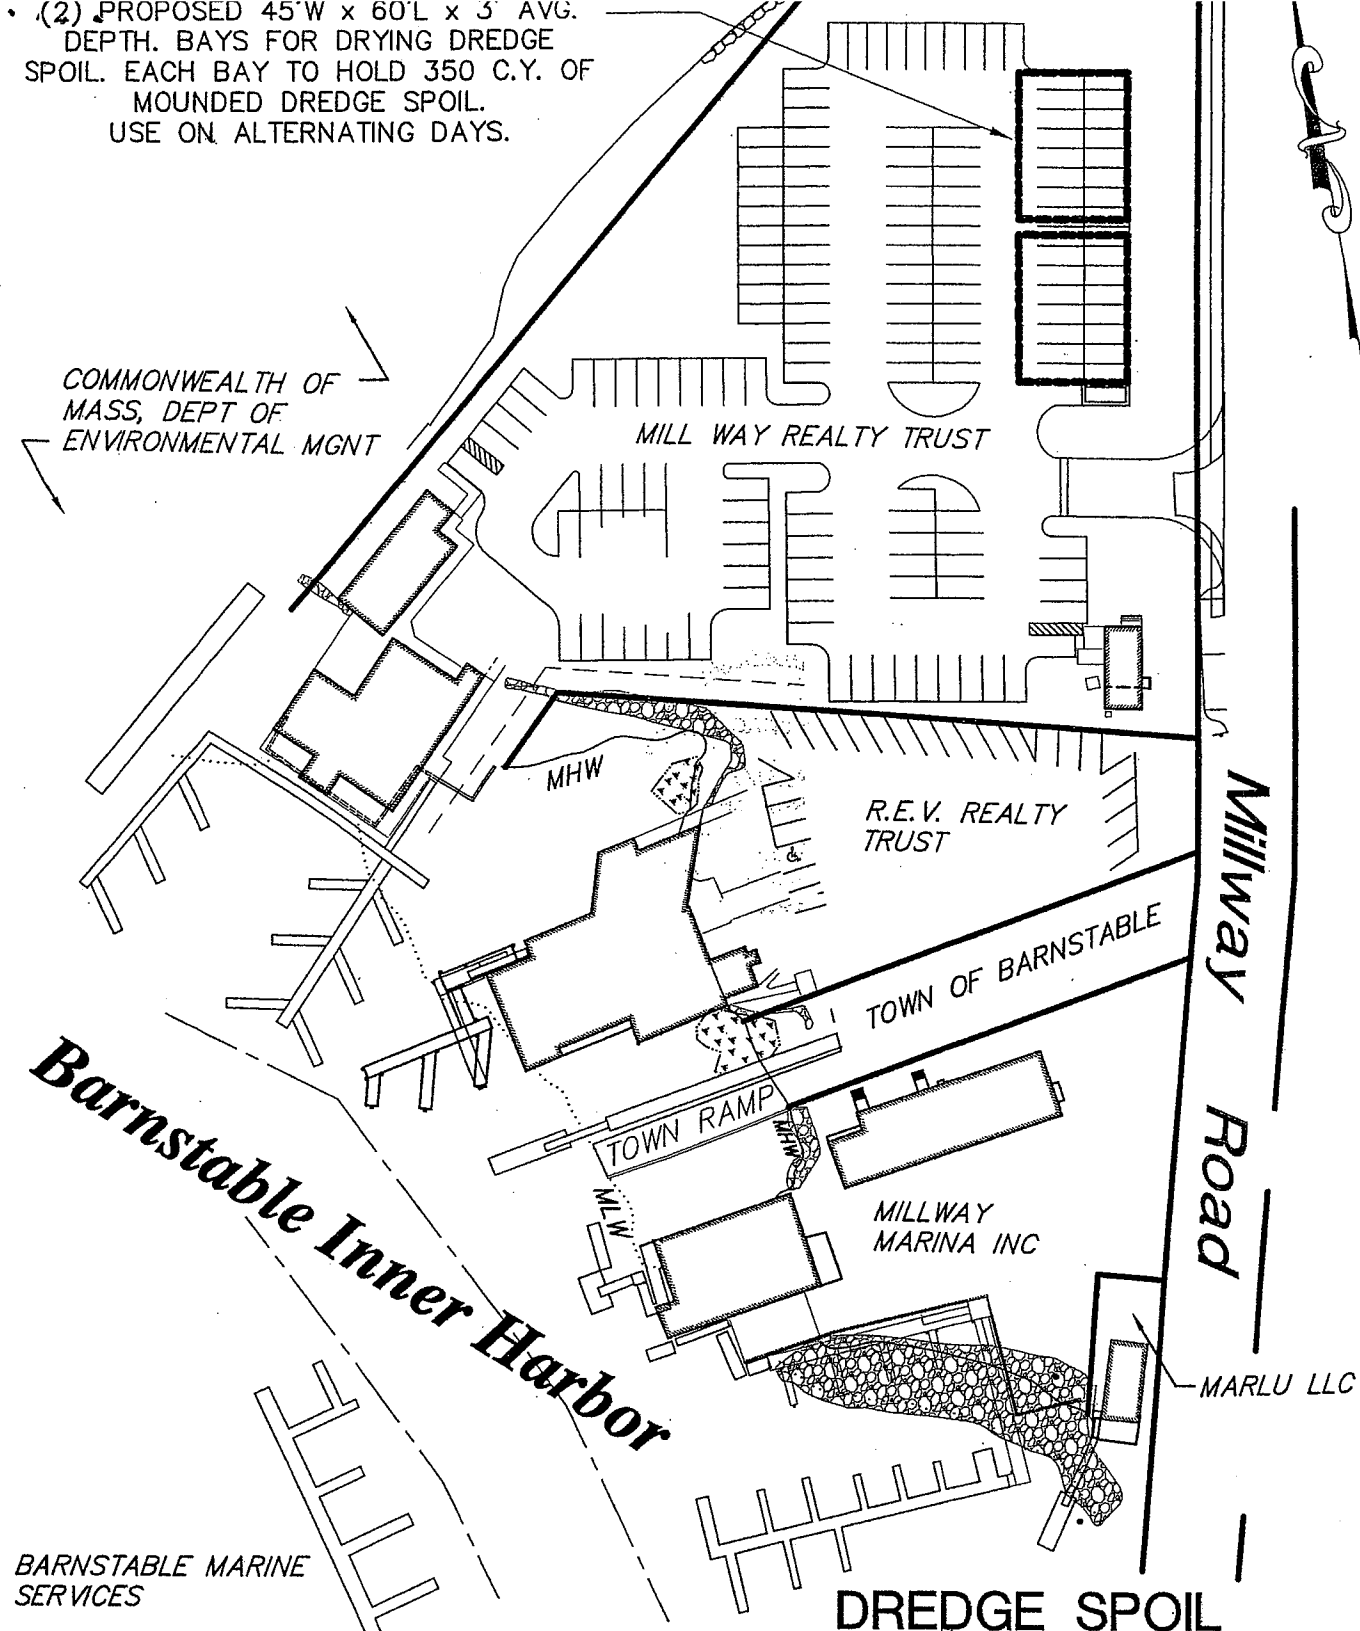 (2) PROPOSED 45'W x 60'L x 3' AVG.
DEPTH. BAYS FOR DRYING DREDGE
SPOIL. EACH BAY TO HOLD 350 C.Y. OF
MOUNDED DREDGE SPOIL.
USE ON ALTERNATING DAYS.
COMMONWEALTH OF
MASS, DEPT OF
ENVIRONMENTAL MGNT
MILL WAY REALTY TRUST
MHW
R.E.V. REALTY
TRUST
TOWN OF BARNSTABLE
Millway Road
Barnstable Inner Harbor
TOWN RAMP
MHW
MLW
MILLWAY
MARINA INC
MARLU LLC
BARNSTABLE MARINE
SERVICES
DREDGE SPOIL